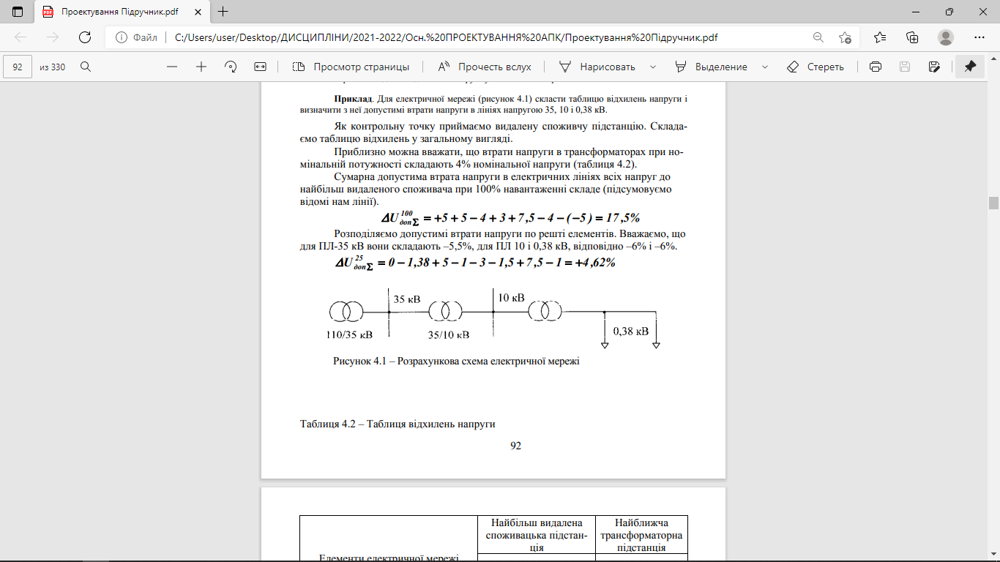 Проектування Підручник.pdf
Файл
C:/Users/user/Desktop/ДИСЦИПЛІНИ/2021-2022/Осн.%20ПРОЕКТУВАННЯ%20АПК/Проектування%20Підручник.pdf
92 из 330
Просмотр страницы
Прочесть вслух
Нарисовать
Выделение
Стереть
Приклад. Для електричної мережі (рисунок 4.1) скласти таблицю відхилень напруги і
визначити з неї допустимі втрати напруги в лініях напругою 35, 10 і 0,38 кВ.
Як контрольну точку приймаємо видалену споживчу підстанцію. Склада-
ємо таблицю відхилень у загальному вигляді.
Приблизно можна вважати, що втрати напруги в трансформаторах при но-
мінальній потужності складають 4% номінальної напруги (таблиця 4.2).
Сумарна допустима втрата напруги в електричних лініях всіх напруг до
найбільш видаленого споживача при 100% навантаженні складе (підсумовуємо
відомі нам лінії).
ΔU доп Σ 100 = +5 + 5 − 4 + 3 + 7,5 − 4 − (−5) = 17,5%
Розподіляємо допустимі втрати напруги по решті елементів. Вважаємо, що
для ПЛ-35 кВ вони складають –5,5%, для ПЛ 10 і 0,38 кВ, відповідно –6% і –6%.
ΔU доп Σ 25 = 0 − 1,38 + 5 − 1 − 3 − 1,5 + 7,5 − 1 = +4,62%
35 кВ
10 кВ
110/35 кВ
35/10 кВ
0,38 кВ
Рисунок 4.1 – Розрахункова схема електричної мережі
Таблиця 4.2 – Таблиця відхилень напруги
92
Найбільш видалена
споживацька підстан-
ція
Найближча
трансформаторна
підстанція
Елементи електричної мережі